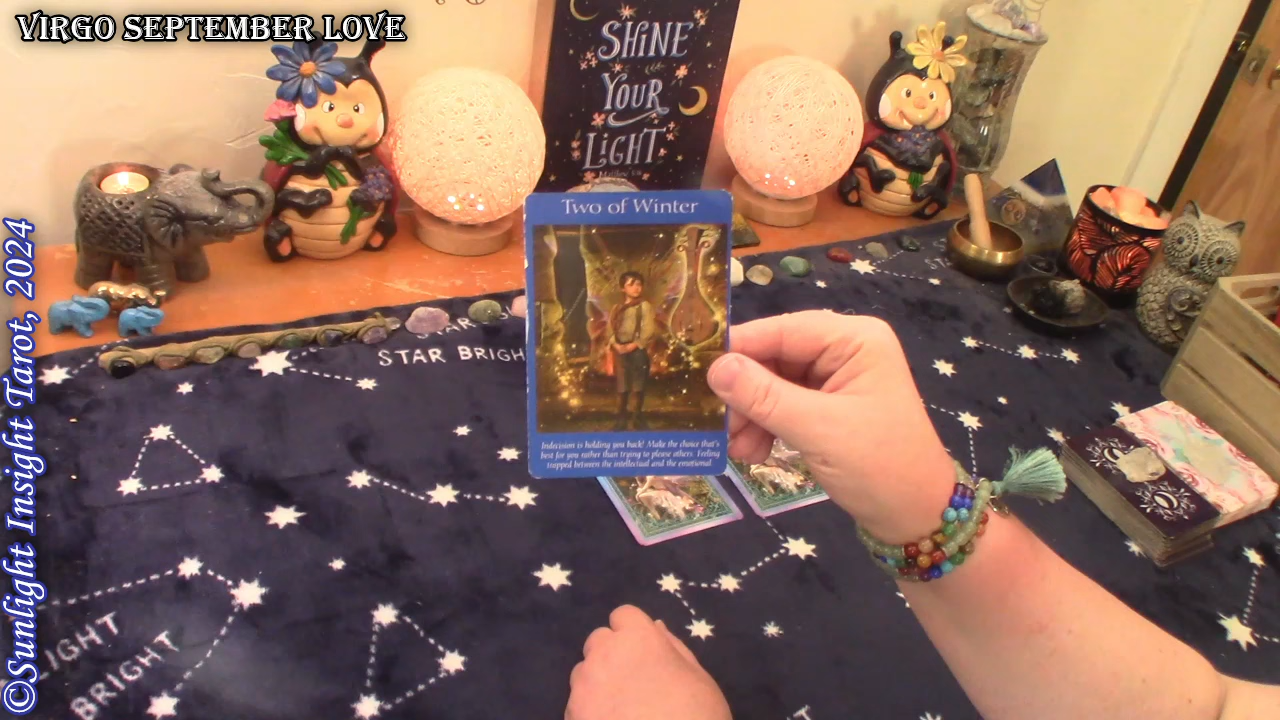 VIRGO SEPTEMBER LOVE
SHINE
YOUR
LIGHT
Two of Winter
Indecision is holding you back! Make the choice that's
best for you rather than trying to please others. Feeling
trapped between the intellectual and the emotional.
STAR BRIGH
LIGHT
BRIGHT
©Sunlight Insight Tarot, 2024